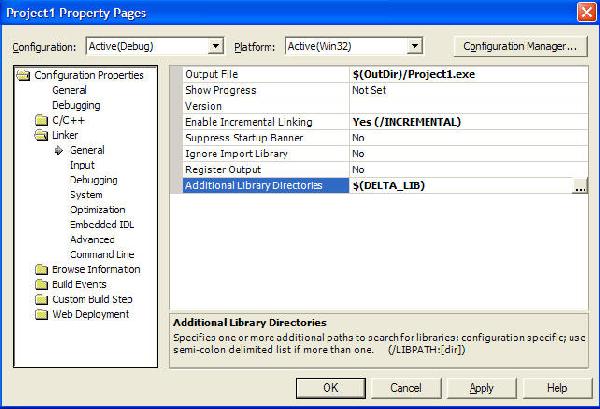 Project1 Property Pages
Configuration: Active(Debug) Platform: Active(Win32) Configuration Manager...
Configuration Properties
General
Debugging
C/C++
Linker
General
Input
Debugging
System
Optimization
Embedded IDL
Advanced
Command Line
Browse Information
Build Events
Custom Build Step
Web Deployment
Output File $(OutDir)/Project1.exe
Show Progress Not Set
Version
Enable Incremental Linking Yes (/INCREMENTAL)
Suppress Startup Banner No
Ignore Import Library No
Register Output No
Additional Library Directories $(DELTA_LIB) ...
Additional Library Directories
Specifies one or more additional paths to search for libraries; configuration specific; use
semi-colon delimited list if more than one. (/LIBPATH:[dir])
OK Cancel Apply Help